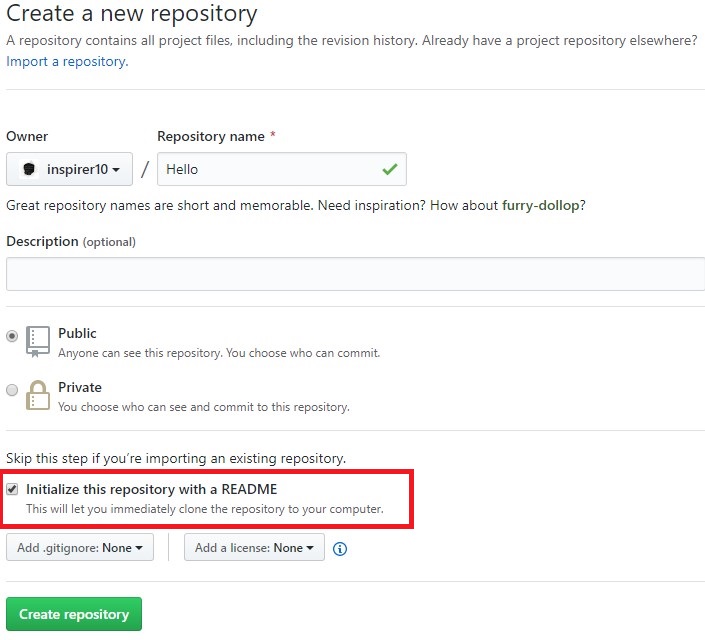 Create a new repository
A repository contains all project files, including the revision history. Already have a project repository elsewhere?
Import a repository.
Owner
Repository name *
inspirer10
/
Hello
Great repository names are short and memorable. Need inspiration? How about furry-dollop?
Description (optional)
Public
Anyone can see this repository. You choose who can commit.
Private
You choose who can see and commit to this repository.
Skip this step if you’re importing an existing repository.
Initialize this repository with a README
This will let you immediately clone the repository to your computer.
Add .gitignore: None
Add a license: None
Create repository